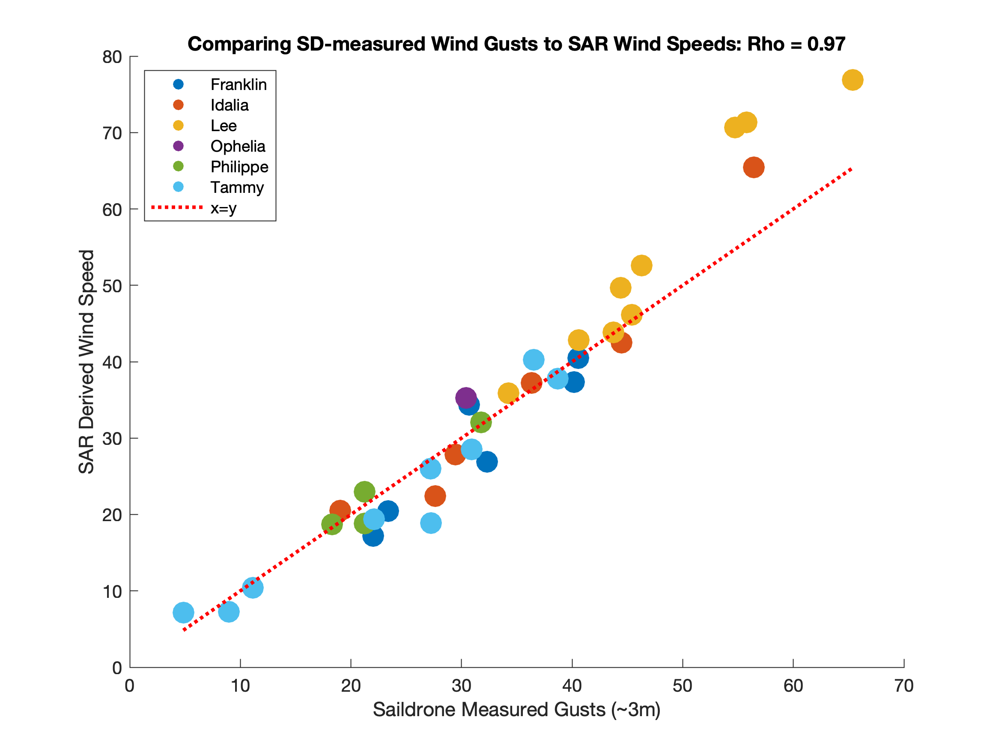 Comparing SD-measured Wind Gusts to SAR Wind Speeds: Rho = 0.97
80
70
60
50
40
30
20
10
0
SAR Derived Wind Speed
Franklin
Idalia
Lee
Ophelia
Philippe
Tammy
x=y
0 10 20 30 40 50 60 70
Saildrone Measured Gusts (~3m)